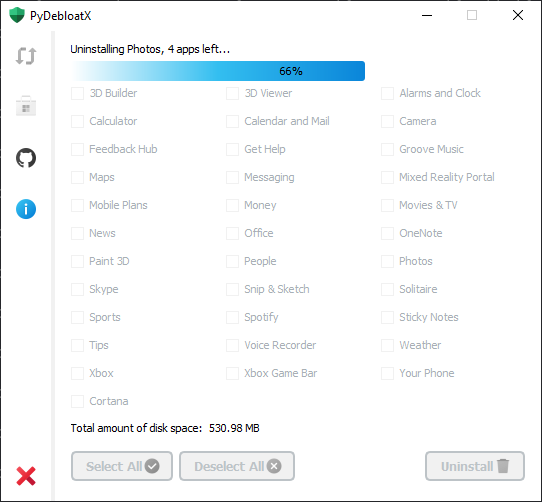 PyDebloatX
Uninstalling Photos, 4 apps left...
66%
3D Builder 3D Viewer Alarms and Clock
Calculator Calendar and Mail Camera
Feedback Hub Get Help Groove Music
Maps Messaging Mixed Reality Portal
Mobile Plans Money Movies & TV
News Office OneNote
Paint 3D People Photos
Skype Snip & Sketch Solitaire
Sports Spotify Sticky Notes
Tips Voice Recorder Weather
Xbox Xbox Game Bar Your Phone
Cortana
Total amount of disk space: 530.98 MB
Select All Deselect All Uninstall